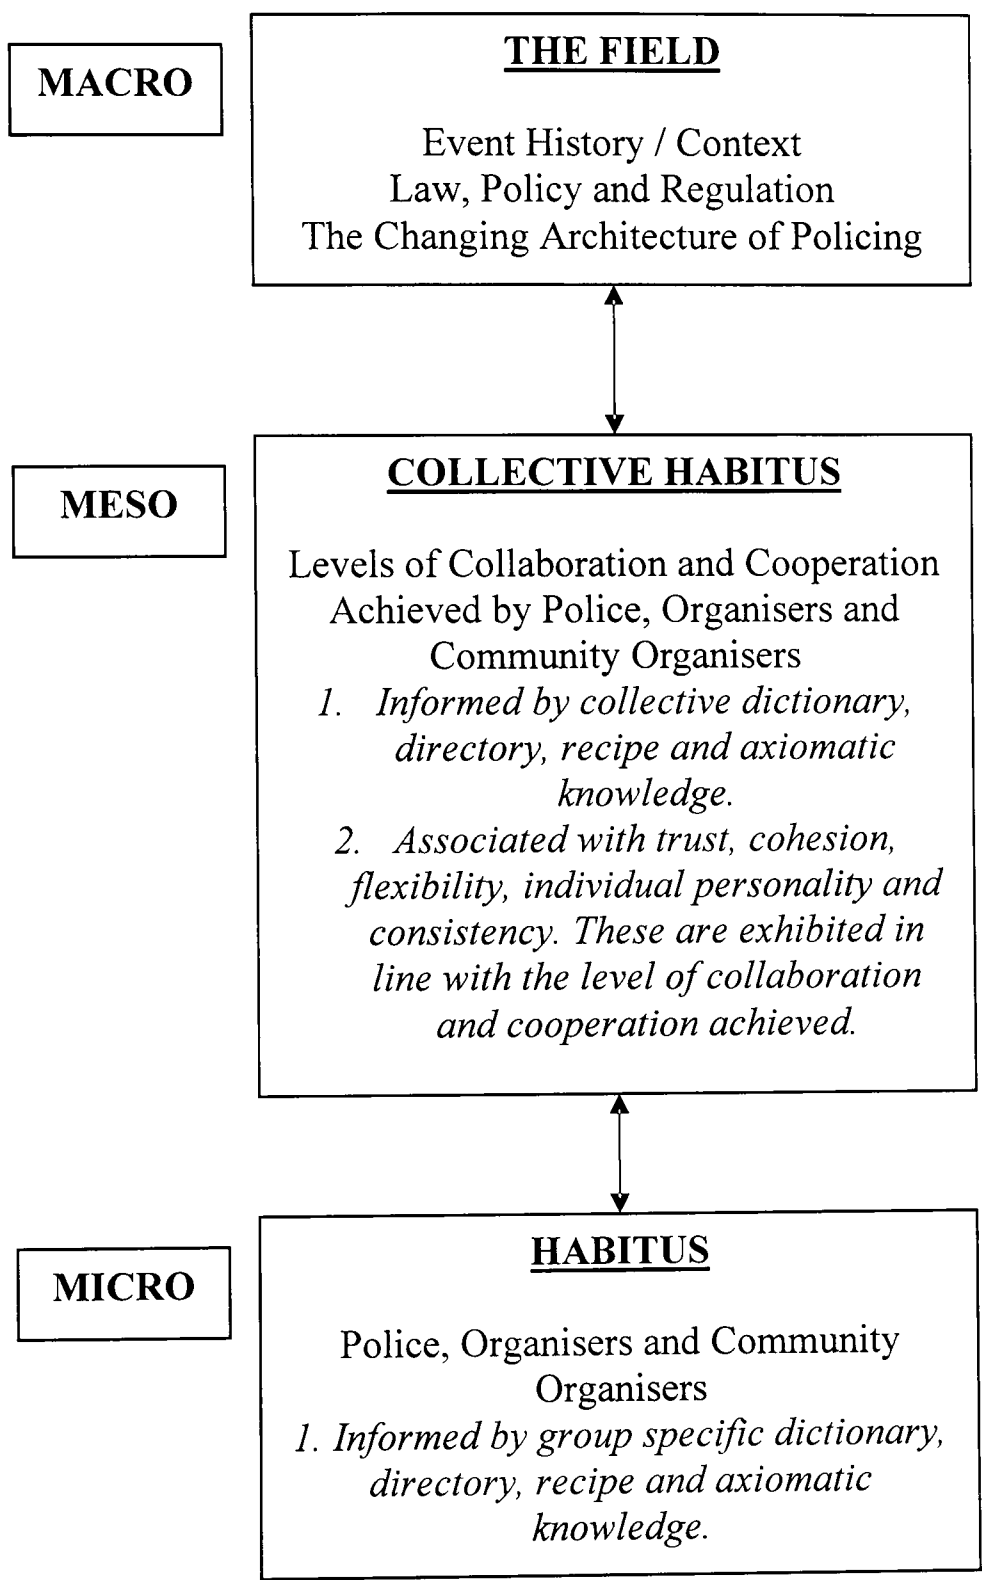 MACRO
THE FIELD
Event History / Context
Law, Policy and Regulation
The Changing Architecture of Policing
MESO
COLLECTIVE HABITUS
Levels of Collaboration and Cooperation
Achieved by Police, Organisers and
Community Organisers
1. Informed by collective dictionary,
directory, recipe and axiomatic
knowledge.
2. Associated with trust, cohesion,
flexibility, individual personality and
consistency. These are exhibited in
line with the level of collaboration
and cooperation achieved.
MICRO
HABITUS
Police, Organisers and Community
Organisers
1. Informed by group specific dictionary,
directory, recipe and axiomatic
knowledge.